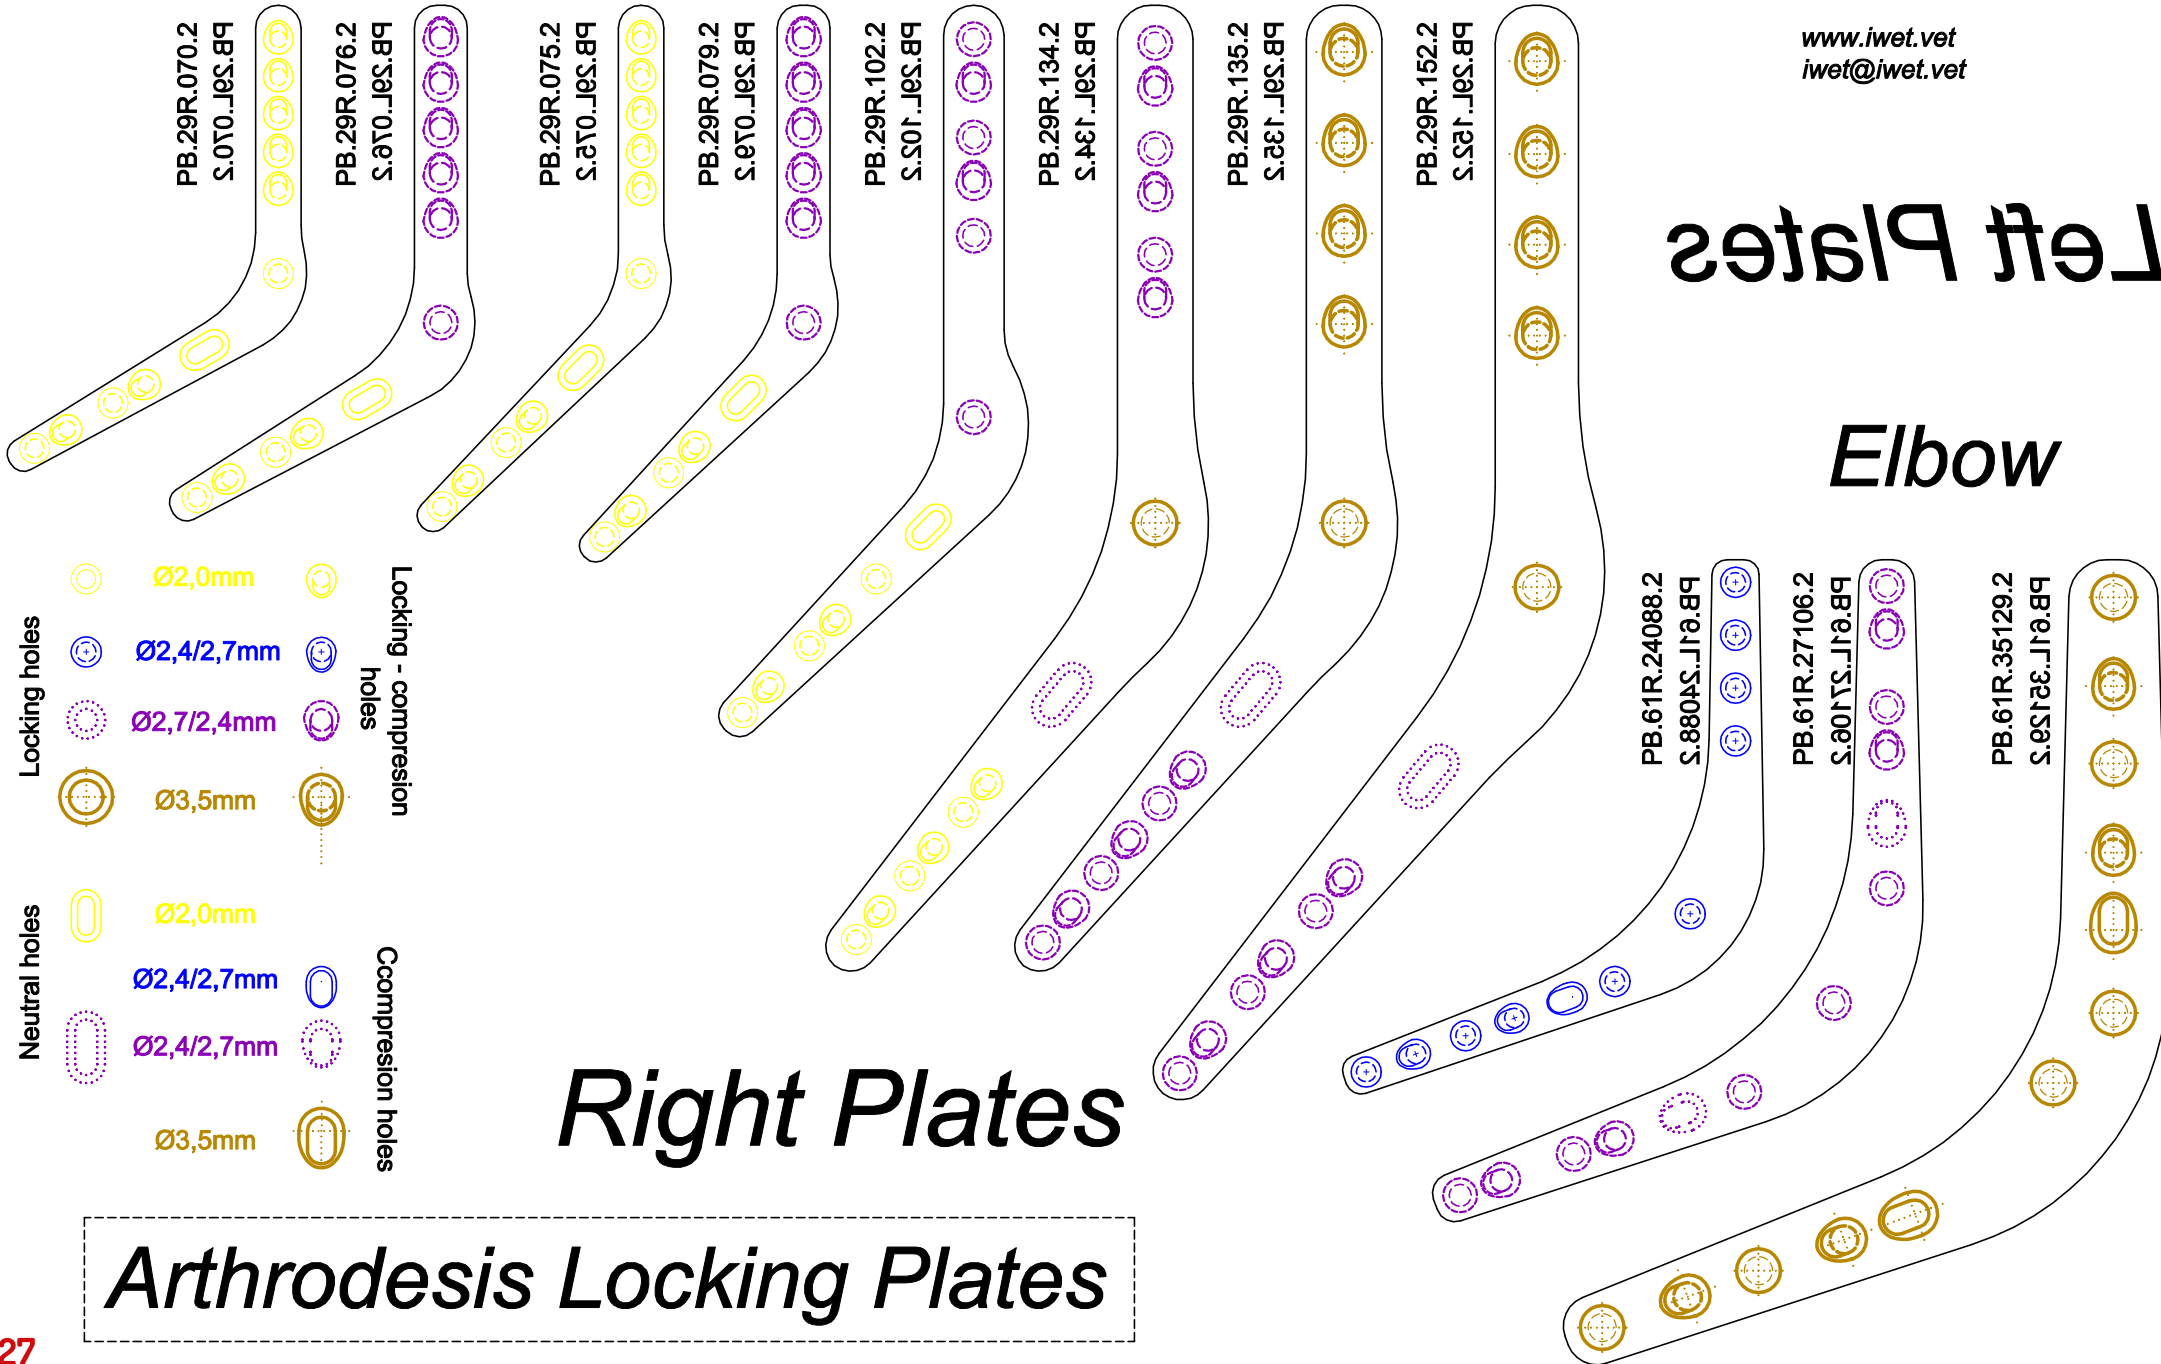 PB.29R.070.2
PB.29L.070.2
PB.29R.076.2
PB.29L.076.2
PB.29R.075.2
PB.29L.075.2
PB.29R.079.2
PB.29L.079.2
PB.29R.102.2
PB.29L.102.2
PB.29R.134.2
PB.29L.134.2
PB.29R.135.2
PB.29L.135.2
PB.29R.152.2
PB.29L.152.2
www.iwet.vet
iwet@iwet.vet
Left Plates
Elbow
PB.61R.24088.2
PB.61L.24088.2
PB.61R.27106.2
PB.61L.27106.2
PB.61R.35129.2
PB.61L.35129.2
Locking holes
Ø2,0mm
Ø2,4/2,7mm
Ø2,7/2,4mm
Ø3,5mm
Locking - compresion
holes
Neutral holes
Ø2,0mm
Ø2,4/2,7mm
Ø2,4/2,7mm
Ø3,5mm
Ccompresion holes
Right Plates
Arthrodesis Locking Plates
27